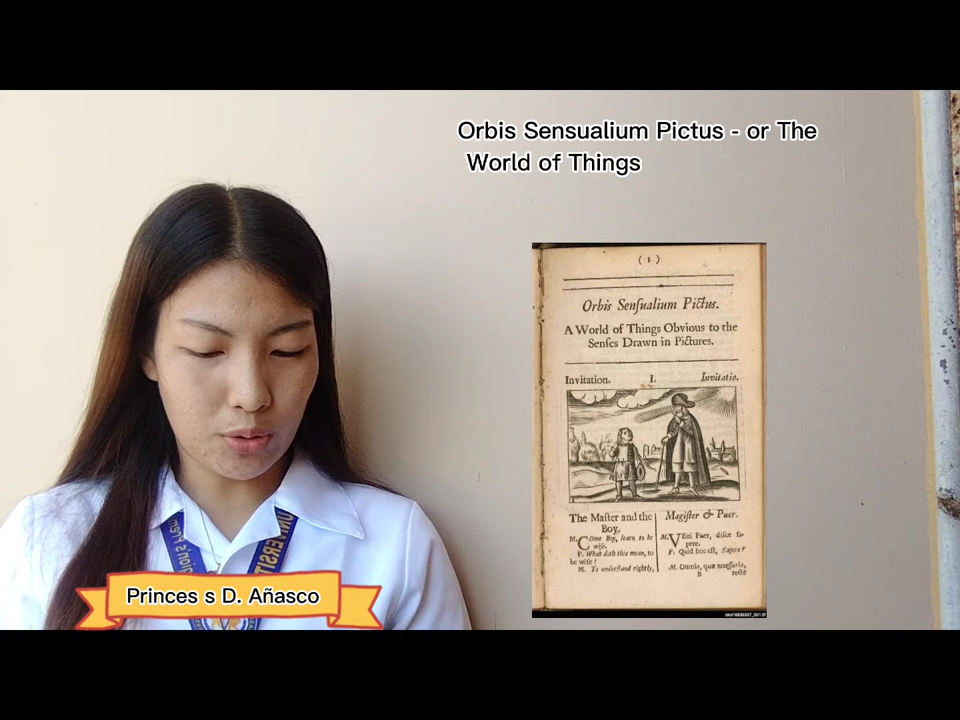 Orbis Sensualium Pictus - or The
World of Things
( 1 )
Orbis Senſualium Pictus.
A World of Things Obvious to the
Senſes Drawn in Pictures.
Invitation.
I.
Invitatio.
The Maſter and the
Boy.
M. Come Boy, learn to be
wiſe.
P. What doth this mean, to
be wiſe?
M. To underſtand rightly,
Magiſter & Puer.
M. VEni Puer, diſce ſa-
pere.
P. Quid hoc eſt, Sapere?
M. Omnia, quæ neceſſaria,
B
rectè
UNIVERSIT
Princes s D. Añasco